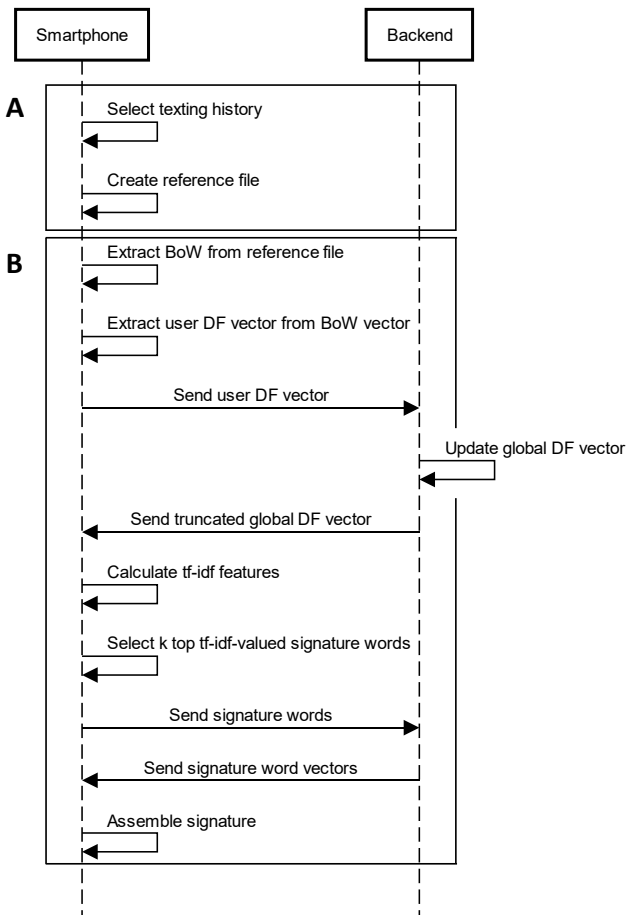 Smartphone
Backend
A
Select texting history
Create reference file
B
Extract BoW from reference file
Extract user DF vector from BoW vector
Send user DF vector
Update global DF vector
Send truncated global DF vector
Calculate tf-idf features
Select k top tf-idf-valued signature words
Send signature words
Send signature word vectors
Assemble signature